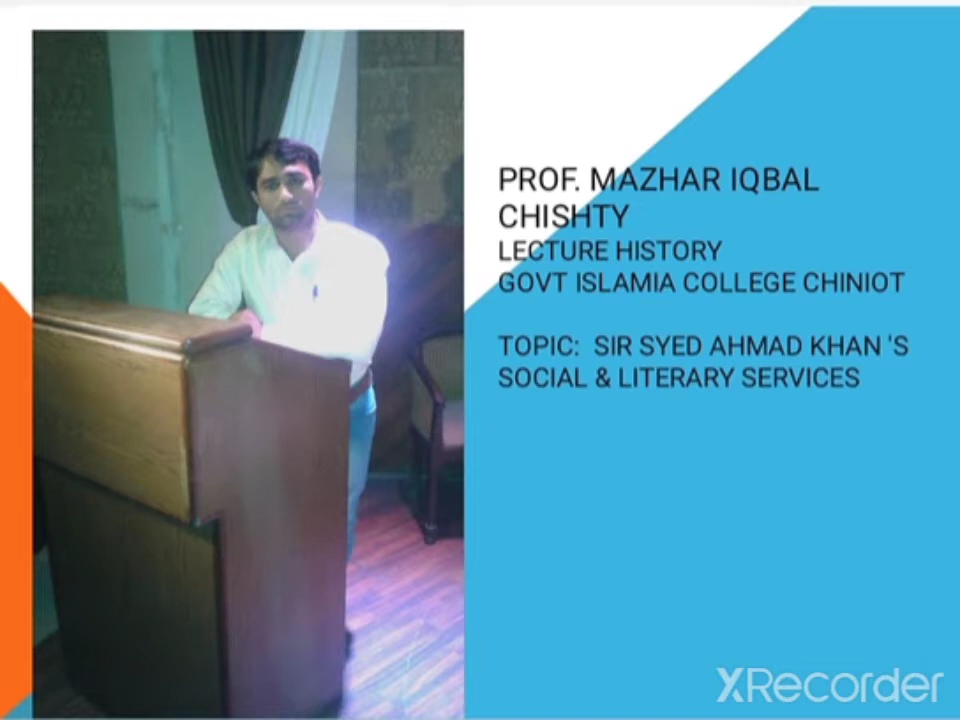 PROF. MAZHAR IQBAL
CHISHTY
LECTURE HISTORY
GOVT ISLAMIA COLLEGE CHINIOT
TOPIC: SIR SYED AHMAD KHAN 'S
SOCIAL & LITERARY SERVICES
XRecorder